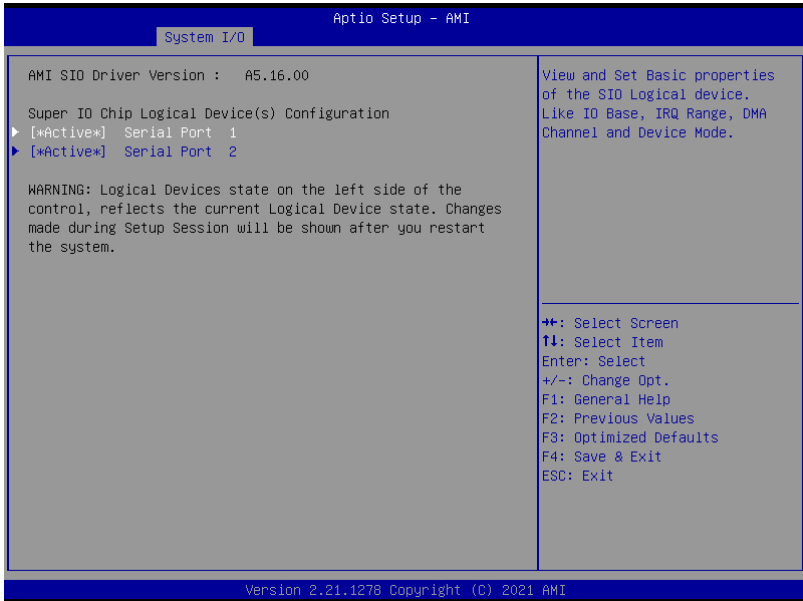 Aptio Setup – AMI
System I/O
AMI SIO Driver Version :   A5.16.00
Super IO Chip Logical Device(s) Configuration
[*Active*]  Serial Port  1
[*Active*]  Serial Port  2
WARNING: Logical Devices state on the left side of the
control, reflects the current Logical Device state. Changes
made during Setup Session will be shown after you restart
the system.
View and Set Basic properties
of the SIO Logical device.
Like IO Base, IRQ Range, DMA
Channel and Device Mode.
→←: Select Screen
↑↓: Select Item
Enter: Select
+/-: Change Opt.
F1: General Help
F2: Previous Values
F3: Optimized Defaults
F4: Save & Exit
ESC: Exit
Version 2.21.1278 Copyright (C) 2021 AMI